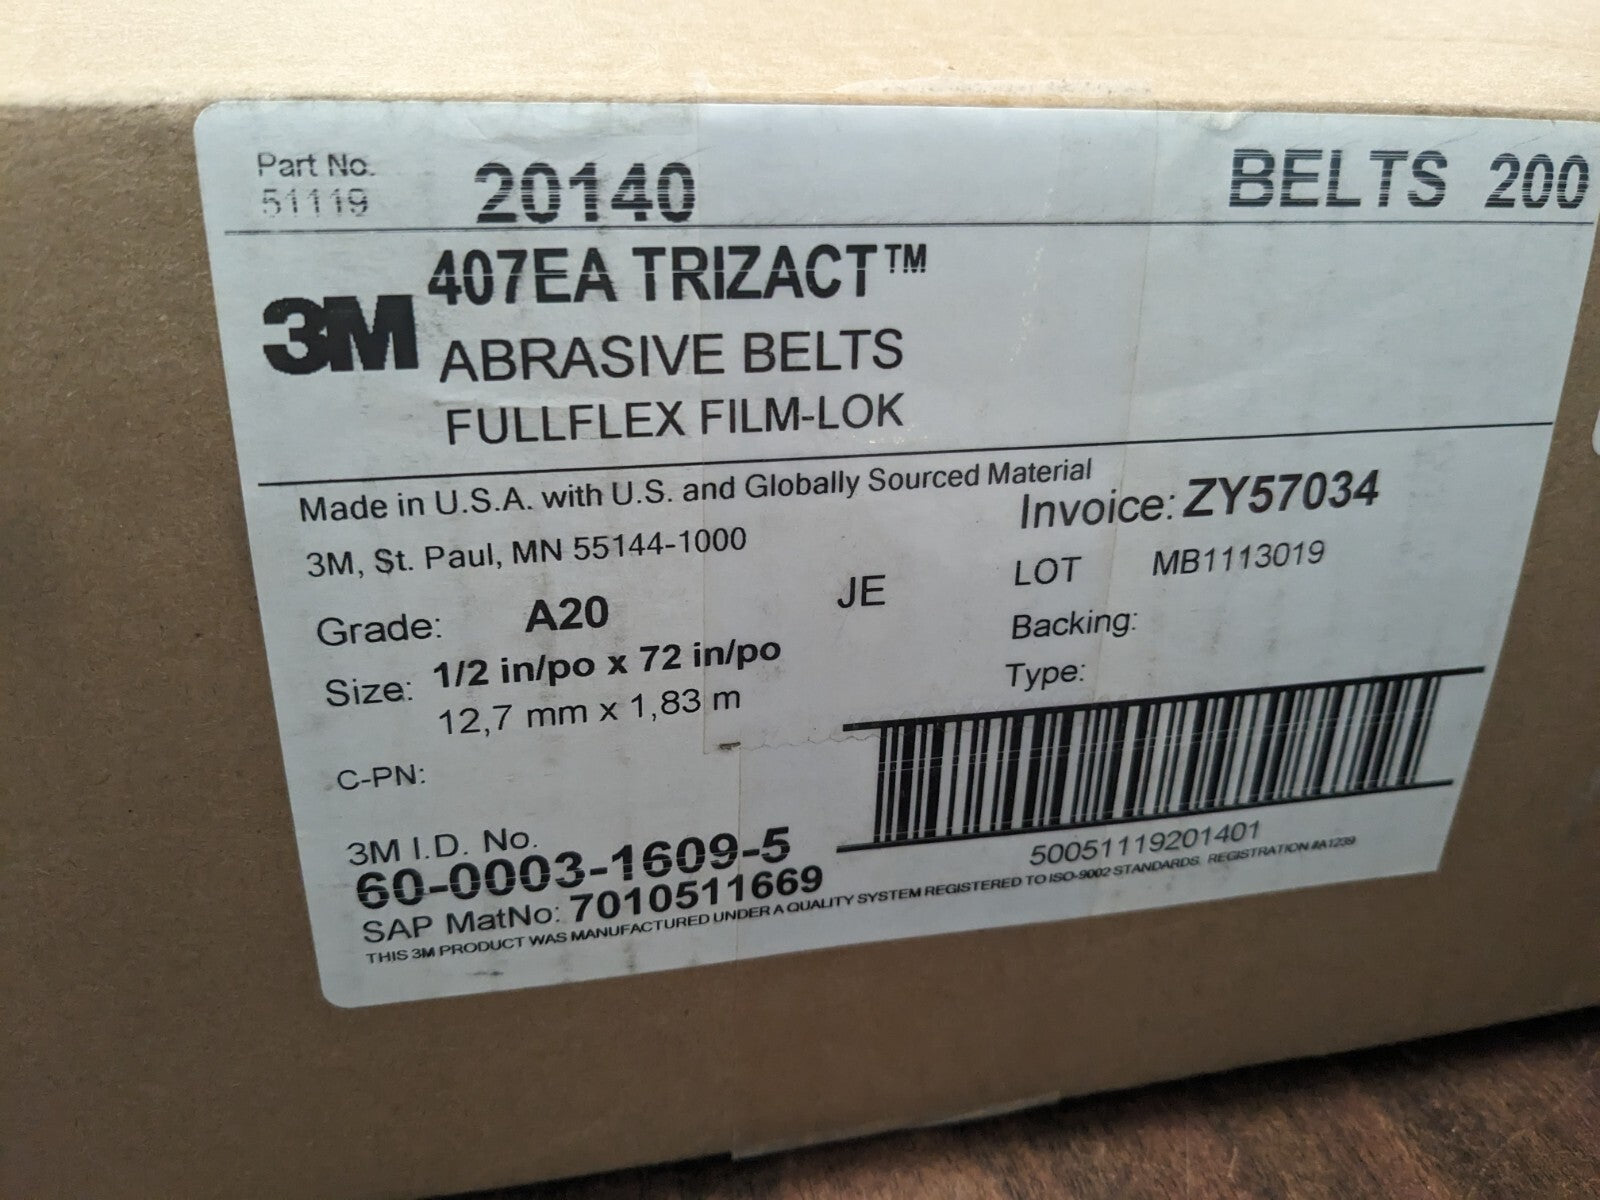 Part No.
51119
20140
BELTS 200
3M
407EA TRIZACT™
ABRASIVE BELTS
FULLFLEX FILM-LOK
Made in U.S.A. with U.S. and Globally Sourced Material
3M, St. Paul, MN 55144-1000
Invoice: ZY57034
LOT MB1113019
JE
Grade: A20
Backing:
Size: 1/2 in/po x 72 in/po
12,7 mm x 1,83 m
Type:
C-PN:
3M I.D. No.
60-0003-1609-5
SAP MatNo: 7010511669
50051119201401
THIS 3M PRODUCT WAS MANUFACTURED UNDER A QUALITY SYSTEM REGISTERED TO ISO-9002 STANDARDS. REGISTRATION #A1239